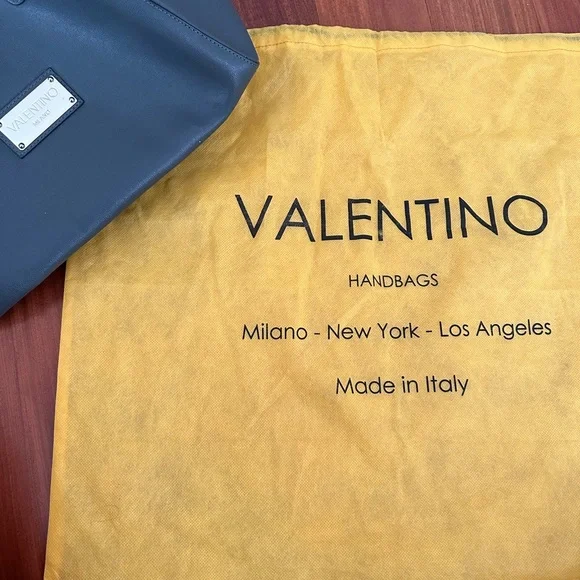 VALENTINO
VALENTINO
HANDBAGS
Milano - New York - Los Angeles
Made in Italy